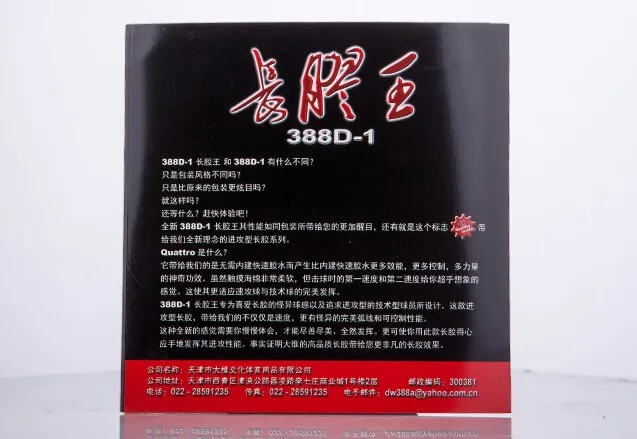 長膠王
388D-1
388D-1 长胶王 和 388D-1 有什么不同?
只是包装风格不同吗?
只是比原来的包装更炫目吗?
就这样吗?
还等什么? 赶快体验吧!
全新 388D-1 长胶王其性能如同包装所带给您的更加醒目, 还有就是这个标志 带
给我们全新理念的进攻型长胶系列。
Quattro 是什么?
它带给我们的是无需内建快速胶水而产生比内建快速胶水更多效能, 更多控制, 多力量
的神奇功效。虽然触摸海绵非常柔软, 但击球时的第一速度和第二速度给你超乎想象的
感觉。这使其更适应速攻球与技术球的完美发挥。
388D-1 长胶王专为喜爱长胶的怪异球感以及追求进攻型的技术型球员所设计。这款进
攻型长胶, 带给我们的不仅仅是速度, 更有怪异的完美弧线和可控制性能。
这种全新的感觉需要你慢慢体会, 才能尽善尽美、全然发挥。更可使你用此款长胶得心
应手地发挥其进攻性能。事实证明大维的高品质长胶带给您更非凡的长胶效果。
公司名称: 天津市大维文化体育用品有限公司
公司地址: 天津市西青区津涞公路昌凌路来七庄商业城1号楼2层 邮政编码: 300381
电话: 022 - 28591235 传真: 022 - 28591235 电子邮件: dw388a@yahoo.com.cn